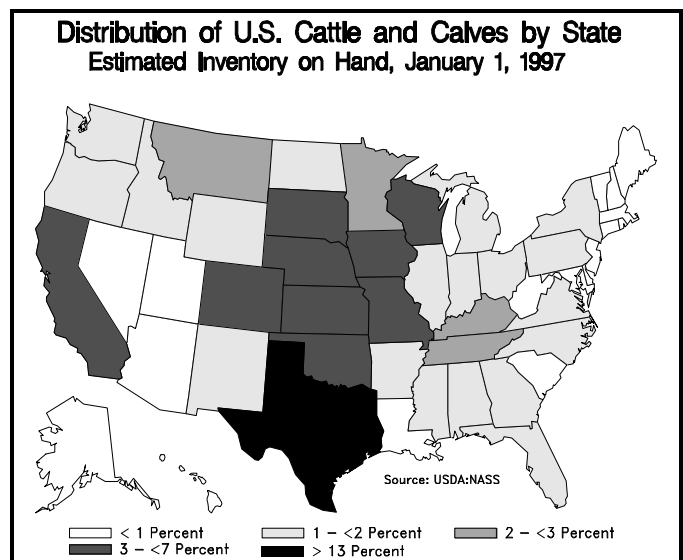 Distribution of U.S. Cattle and Calves by State
Estimated Inventory on Hand, January 1, 1997
Source: USDA:NASS
< 1 Percent
1 - <2 Percent
2 - <3 Percent
3 - <7 Percent
> 13 Percent